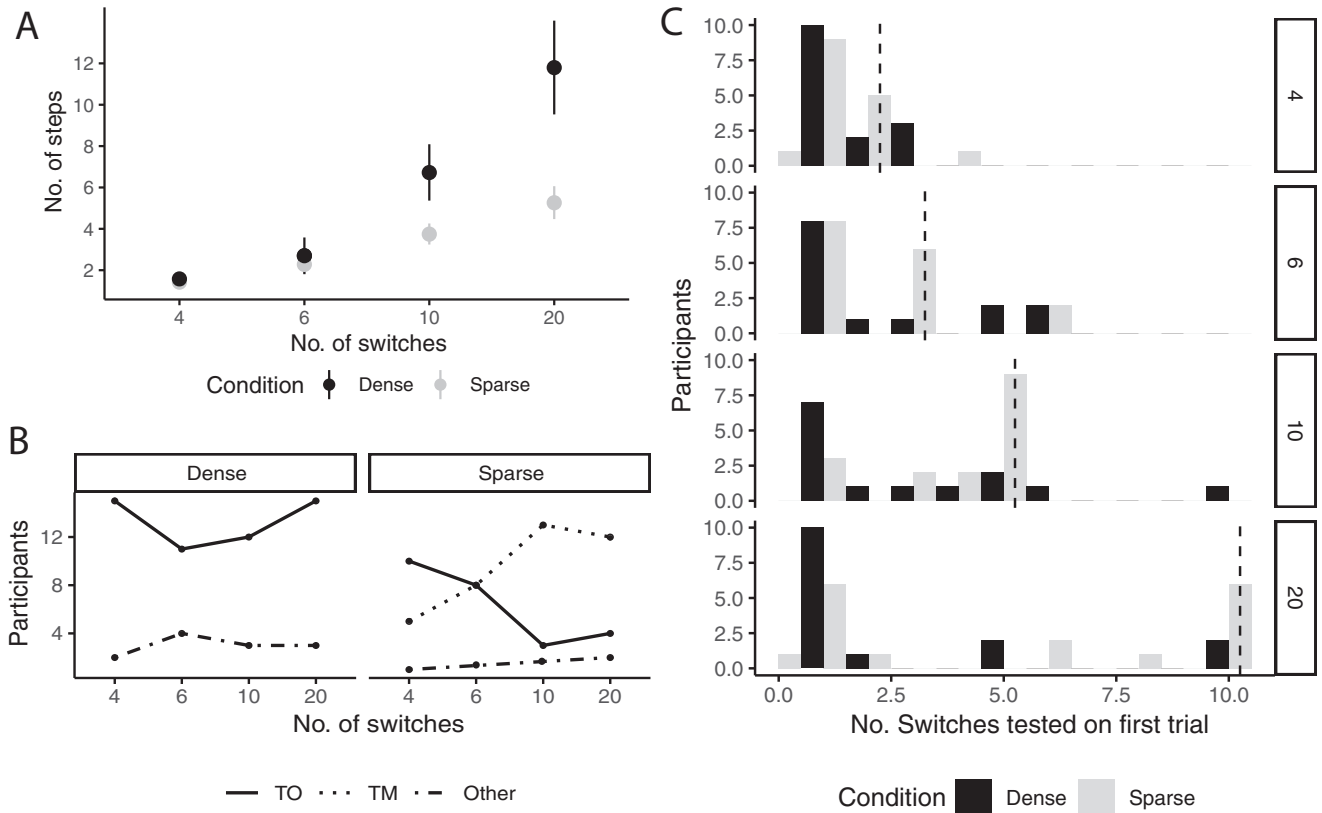 A
No. of steps
12
10
8
6
4
2
4 6 10 20
No. of switches
Condition Dense Sparse
B
Dense Sparse
Participants
12
8
4
4 6 10 20 4 6 10 20
No. of switches
TO TM Other
C
Participants
10.0
7.5
5.0
2.5
0.0
4
10.0
7.5
5.0
2.5
0.0
6
10.0
7.5
5.0
2.5
0.0
10
10.0
7.5
5.0
2.5
0.0
20
0.0 2.5 5.0 7.5 10.0
No. Switches tested on first trial
Condition Dense Sparse